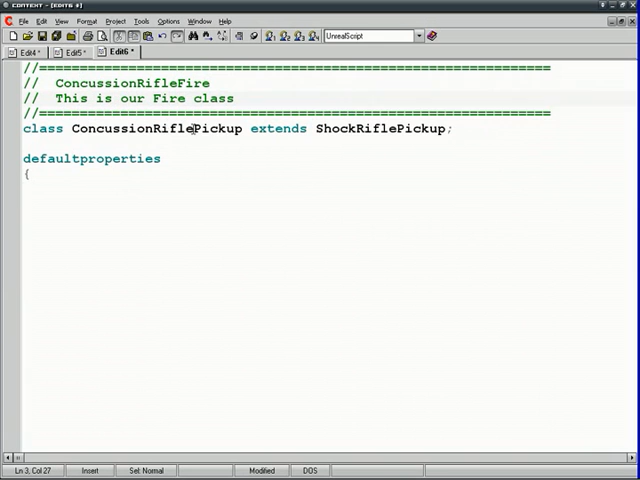 CONTEXT - [EDIT6 *]
File Edit View Format Project Tools Options Window Help
UnrealScript
Edit4 * Edit5 * Edit6 *
//===============================================================
// ConcussionRifleFire
// This is our Fire class
//===============================================================
class ConcussionRiflePickup extends ShockRiflePickup;
defaultproperties
{
Ln 3, Col 27 Insert Set: Normal Modified DOS